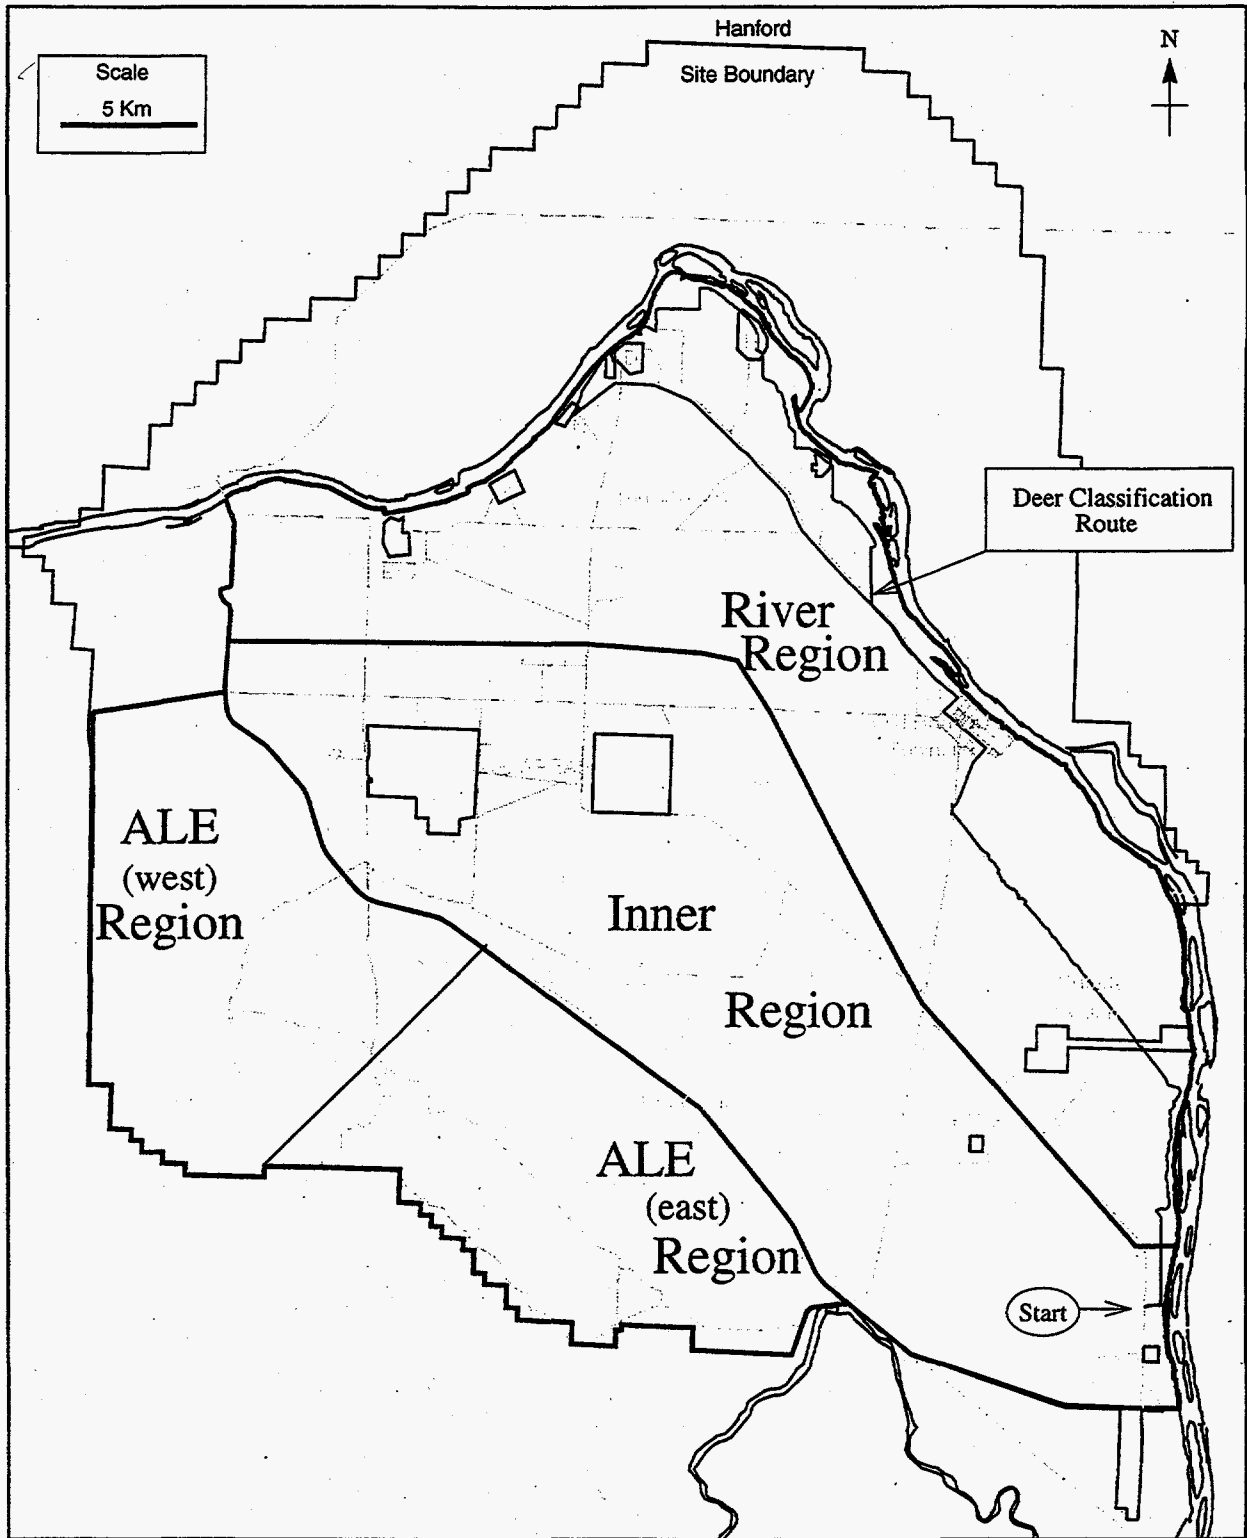 Hanford
Site Boundary
N
Scale
5 Km
Deer Classification
Route
River
Region
ALE
(west)
Region
Inner
Region
ALE
(east)
Region
Start